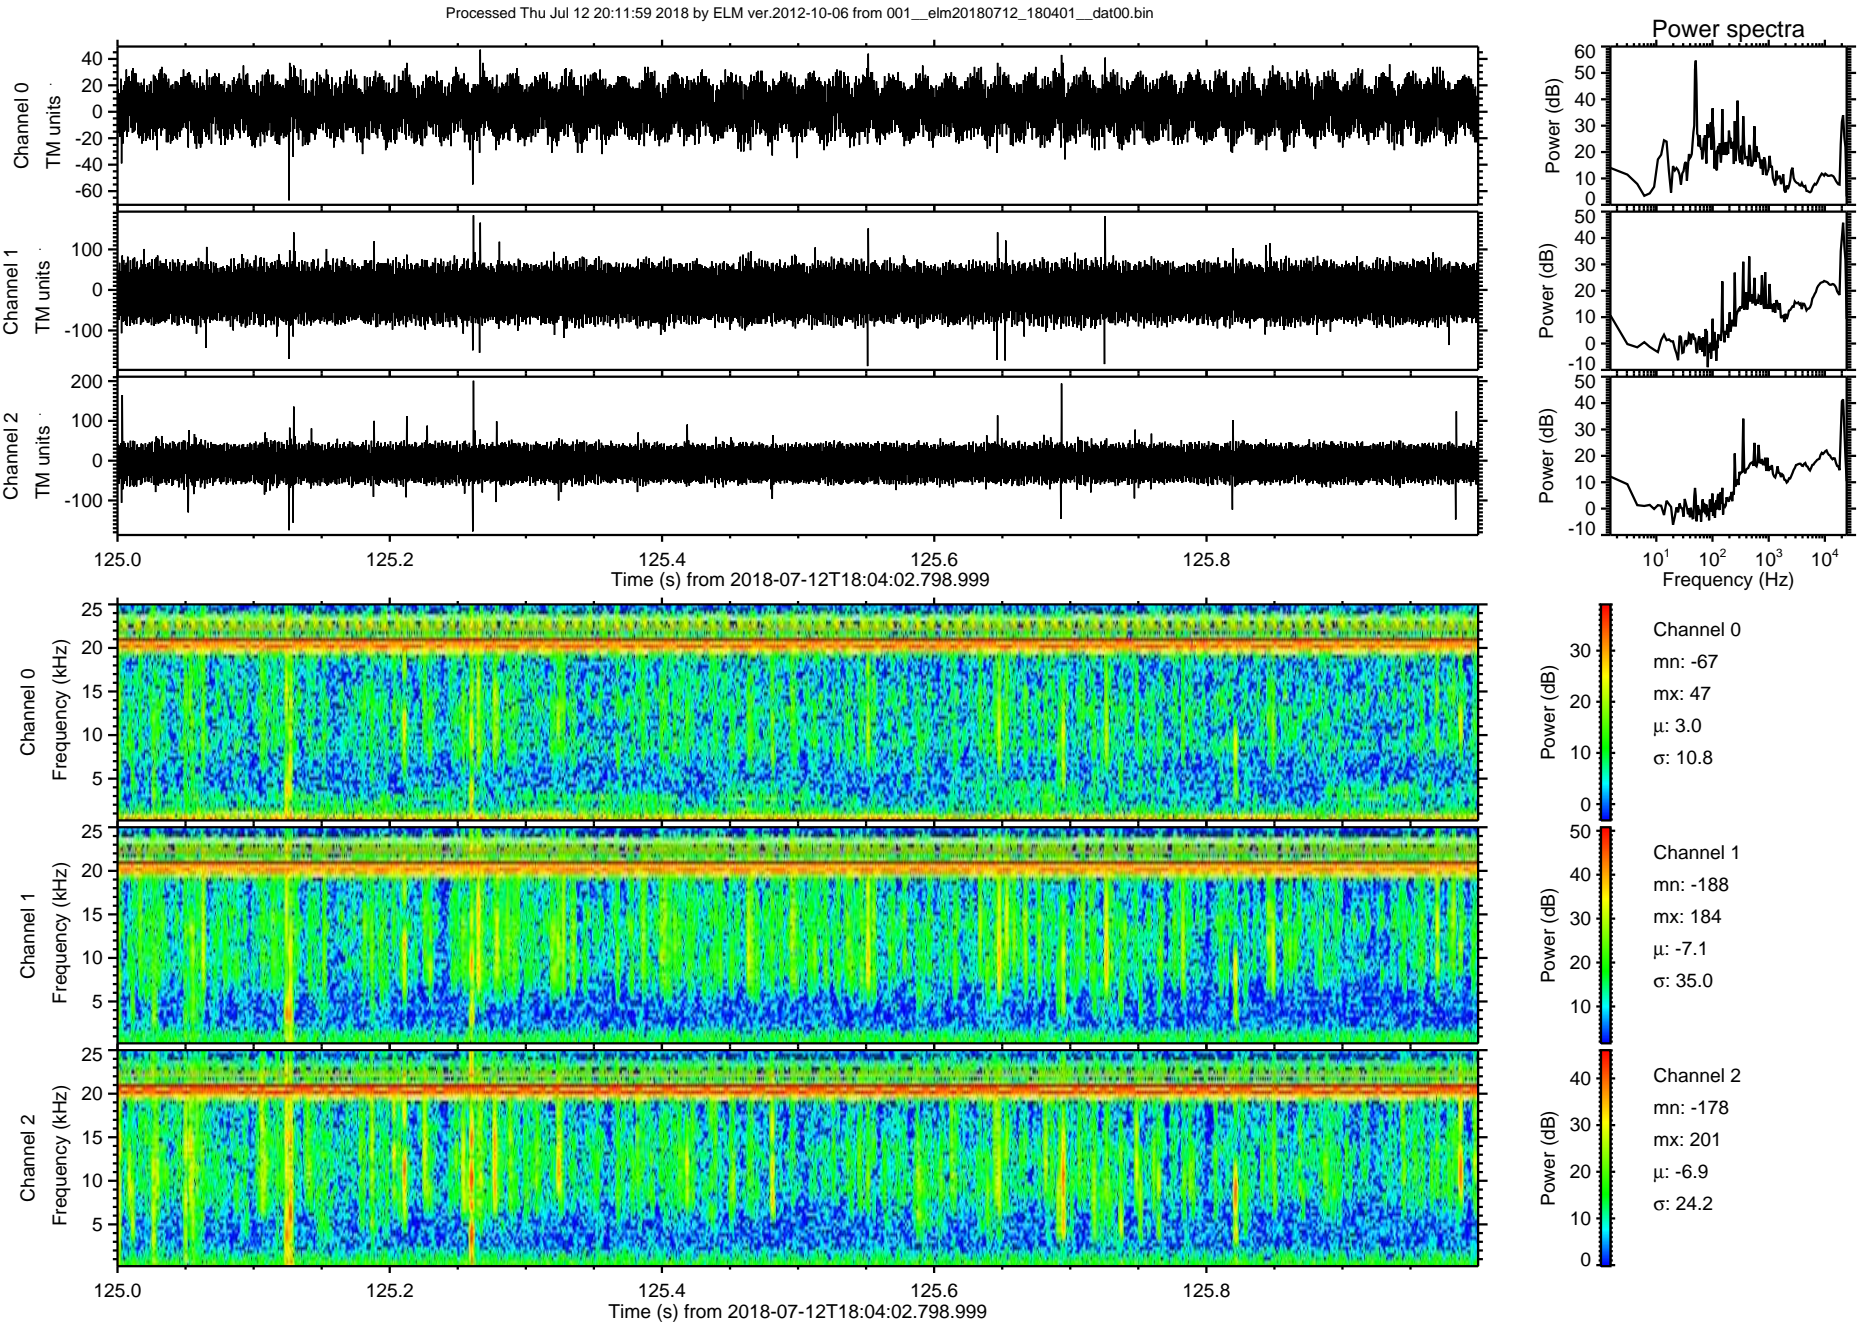 Processed Thu Jul 12 20:11:59 2018 by ELM ver.2012-10-06 from 001__elm20180712_180401__dat00.bin
Power spectra
Channel 0
TM units
40
20
0
-20
-40
-60
Power (dB)
60
50
40
30
20
10
0
Channel 1
TM units
100
0
-100
Power (dB)
50
40
30
20
10
0
-10
Channel 2
TM units
200
100
0
-100
Power (dB)
50
40
30
20
10
0
-10
125.0 125.2 125.4 125.6 125.8
Time (s) from 2018-07-12T18:04:02.798.999
10¹ 10² 10³ 10⁴
Frequency (Hz)
Channel 0
Frequency (kHz)
25
20
15
10
5
Power (dB)
30
20
10
0
Channel 0
mn: -67
mx: 47
μ: 3.0
σ: 10.8
Channel 1
Frequency (kHz)
25
20
15
10
5
Power (dB)
50
40
30
20
10
Channel 1
mn: -188
mx: 184
μ: -7.1
σ: 35.0
Channel 2
Frequency (kHz)
25
20
15
10
5
Power (dB)
40
30
20
10
0
Channel 2
mn: -178
mx: 201
μ: -6.9
σ: 24.2
125.0 125.2 125.4 125.6 125.8
Time (s) from 2018-07-12T18:04:02.798.999